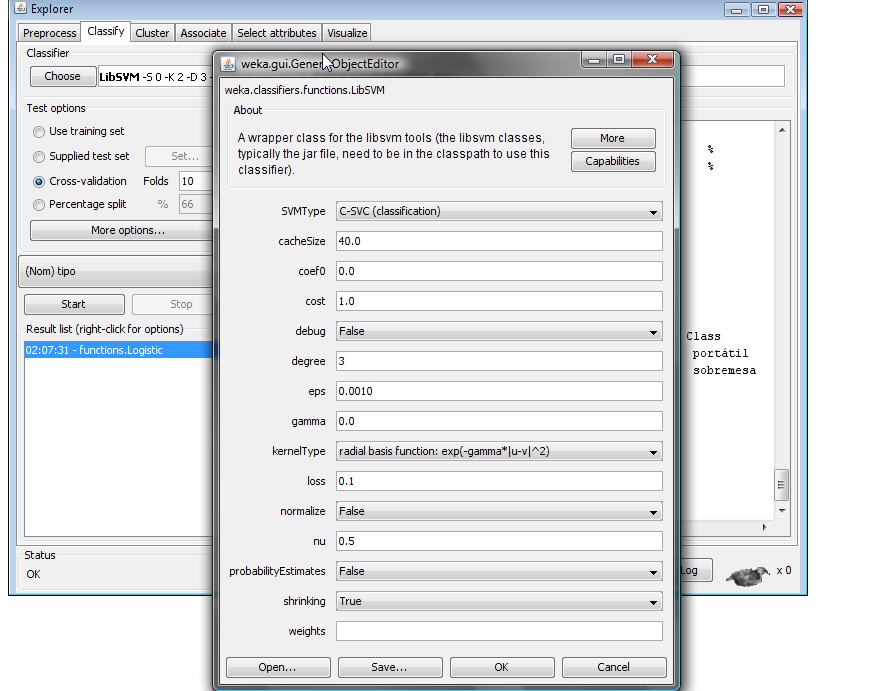 Explorer
Preprocess Classify Cluster Associate Select attributes Visualize
Classifier
Choose LibSVM -S 0 -K 2 -D 3 -
Test options
Use training set
Supplied test set Set...
Cross-validation Folds 10
Percentage split % 66
More options...
(Nom) tipo
Start Stop
Result list (right-click for options)
02:07:31 - functions.Logistic
Status
OK
weka.gui.Gener ObjectEditor
weka.classifiers.functions.LibSVM
About
A wrapper class for the libsvm tools (the libsvm classes,
typically the jar file, need to be in the classpath to use this
classifier).
More
Capabilities
SVMType C-SVC (classification)
cacheSize 40.0
coef0 0.0
cost 1.0
debug False
degree 3
eps 0.0010
gamma 0.0
kernelType radial basis function: exp(-gamma*|u-v|^2)
loss 0.1
normalize False
nu 0.5
probabilityEstimates False
shrinking True
weights
Open... Save... OK Cancel
%
%
Class
portátil
sobremesa
Log x 0